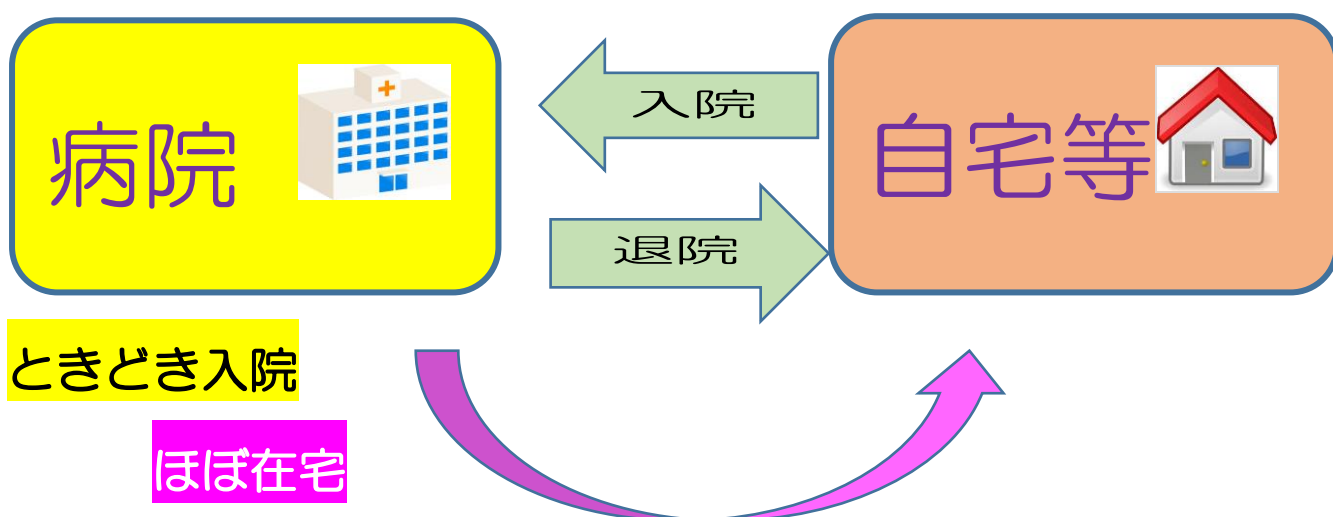 病院
入院
自宅等
退院
ときどき入院
ほぼ在宅